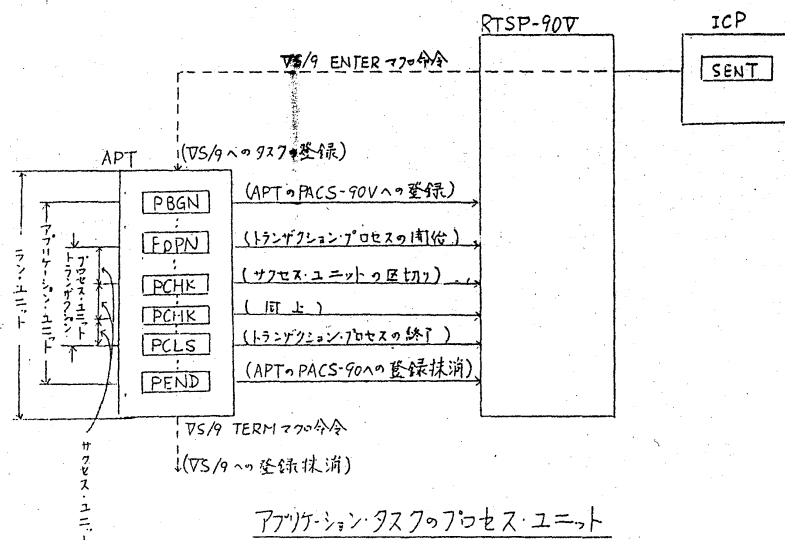 RTSP-90V
ICP
VS/9 ENTER マクロ命令
SENT
(VS/9へのタスク登録)
APT
PBGN
(APTのPACS-90Vへの登録)
FOPN
(トランザクション・プロセスの開始)
PCHK
(サクセス・ユニットの区切り)
PCHK
(同上)
PCLS
(トランザクション・プロセスの終了)
PEND
(APTのPACS-90への登録抹消)
ラン・ユニット
アプリケーション・ユニット
トランザクション
プロセス・ユニット
サクセス・ユニット
VS/9 TERM マクロ命令
(VS/9への登録抹消)
アプリケーション・タスクのプロセス・ユニット